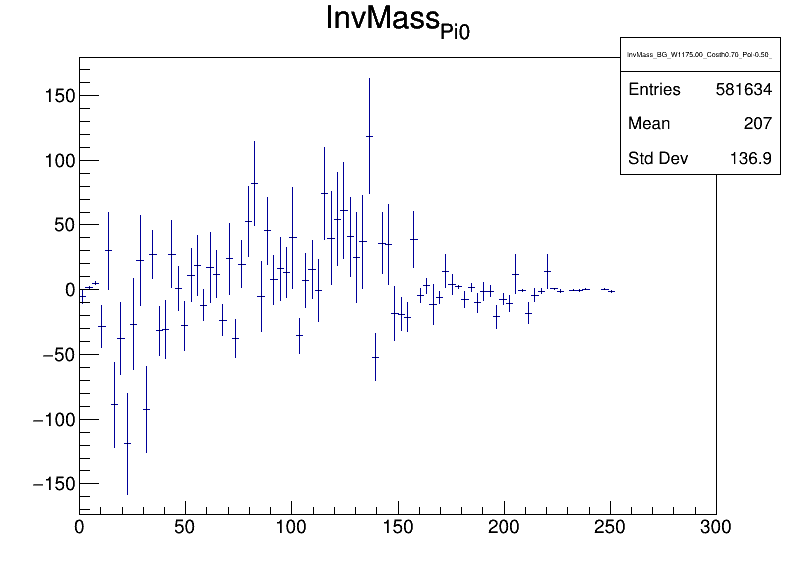 InvMass_Pi0
InvMass_BG_W1175.00_Costh0.70_Pol-0.50_
Entries 581634
Mean 207
Std Dev 136.9
150
100
50
0
−50
−100
−150
0 50 100 150 200 250 300